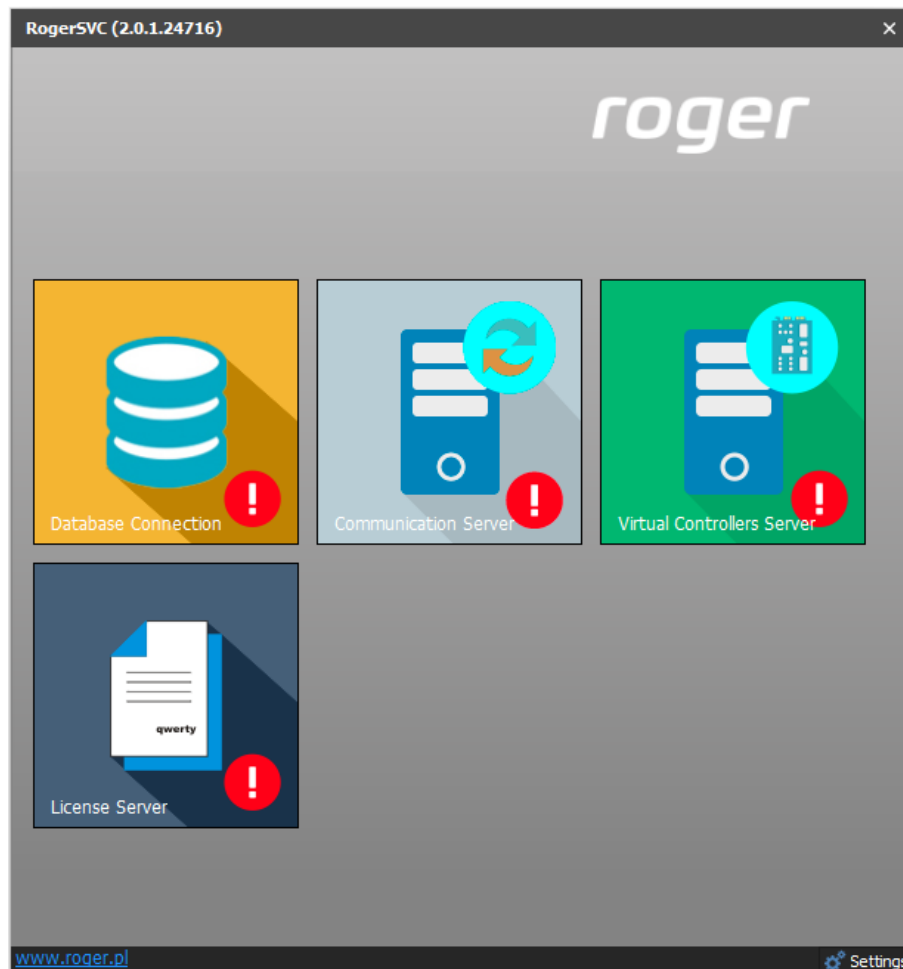 RogerSVC (2.0.1.24716)
roger
Database Connection
Communication Server
Virtual Controllers Server
qwerty
License Server
www.roger.pl
Settings